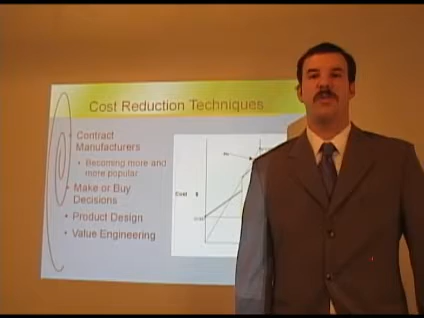 Cost Reduction Techniques
• Contract
Manufacturers
• Becoming more and
more popular
• Make or Buy
Decisions
• Product Design
• Value Engineering
Cost $